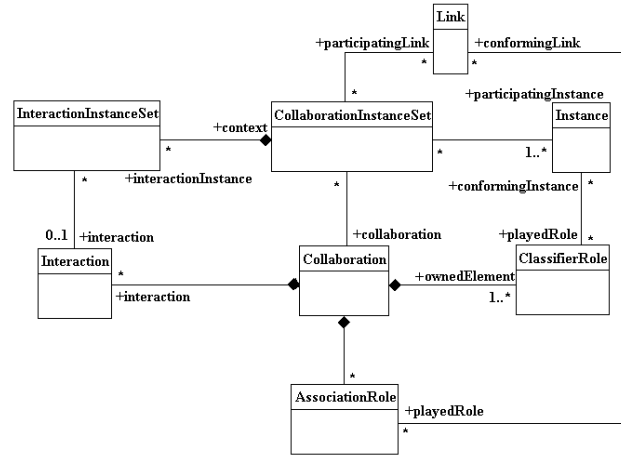 Link
+participatingLink
+conformingLink
*
*
*
+participatingInstance
InteractionInstanceSet
CollaborationInstanceSet
Instance
+context
*
*
1..*
+interactionInstance
+conformingInstance
*
*
*
0..1
+interaction
+collaboration
+playedRole
*
Interaction
Collaboration
ClassifierRole
*
+ownedElement
+interaction
1..*
*
AssociationRole
+playedRole
*